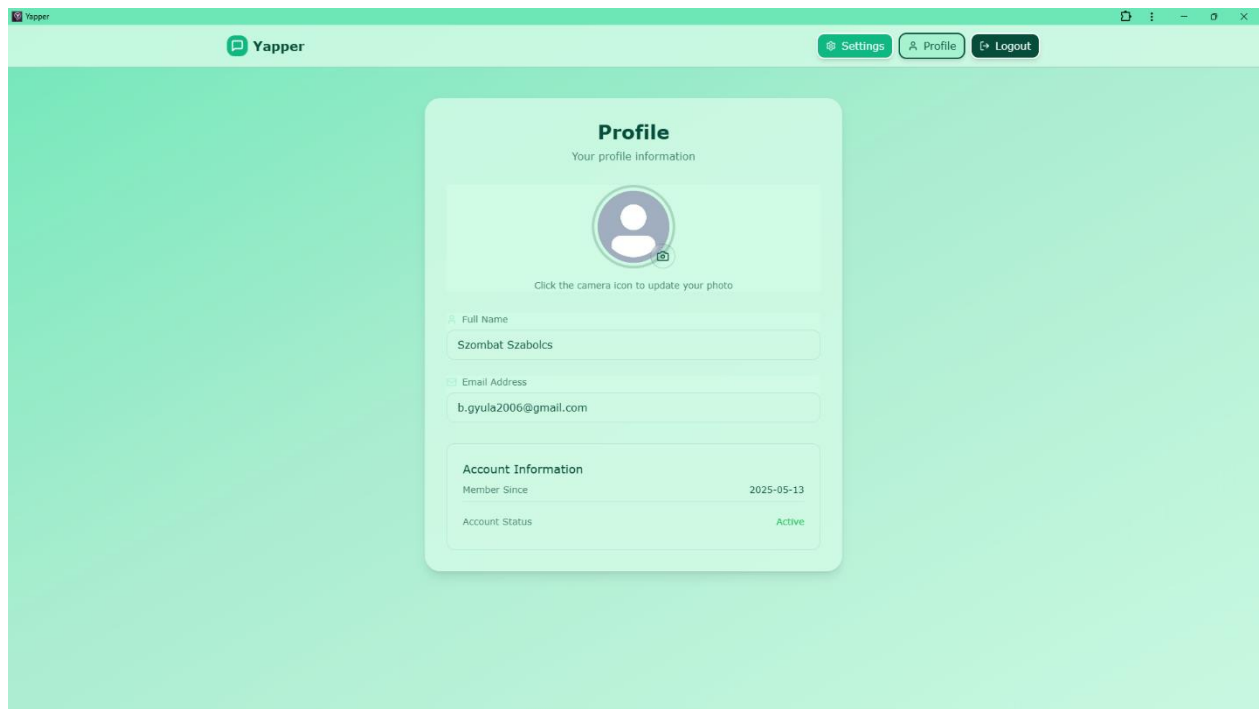 Yapper
Yapper
Settings
Profile
Logout
Profile
Your profile information
Click the camera icon to update your photo
Full Name
Szombat Szabolcs
Email Address
b.gyula2006@gmail.com
Account Information
Member Since 2025-05-13
Account Status Active